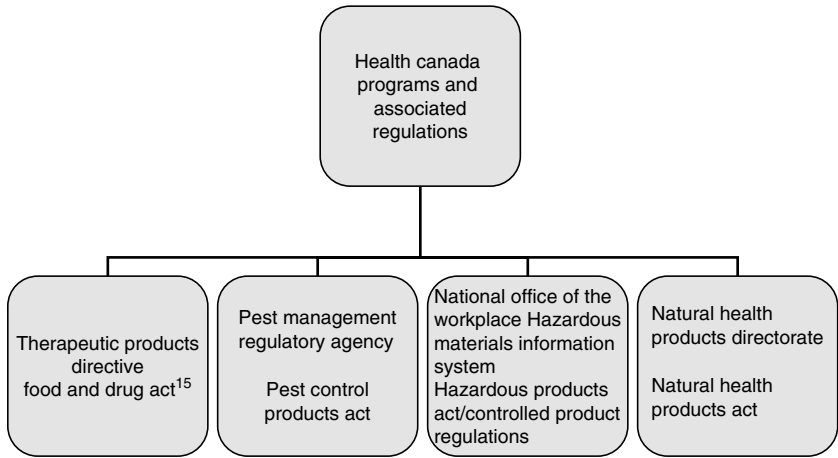 Health canada
programs and
associated
regulations
Therapeutic products
directive
food and drug act15
Pest management
regulatory agency
Pest control
products act
National office of the
workplace Hazardous
materials information
system
Hazardous products
act/controlled product
regulations
Natural health
products directorate
Natural health
products act